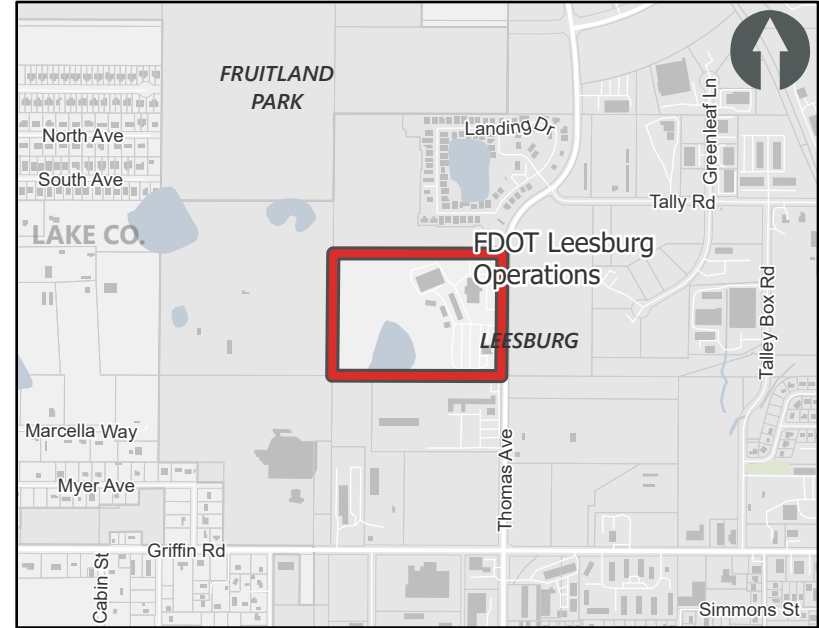 FRUITLAND
PARK
Landing Dr
Greenleaf Ln
North Ave
South Ave
Tally Rd
LAKE CO.
FDOT Leesburg
Operations
Talley Box Rd
LEESBURG
Marcella Way
Thomas Ave
Myer Ave
Griffin Rd
Cabin St
Simmons St